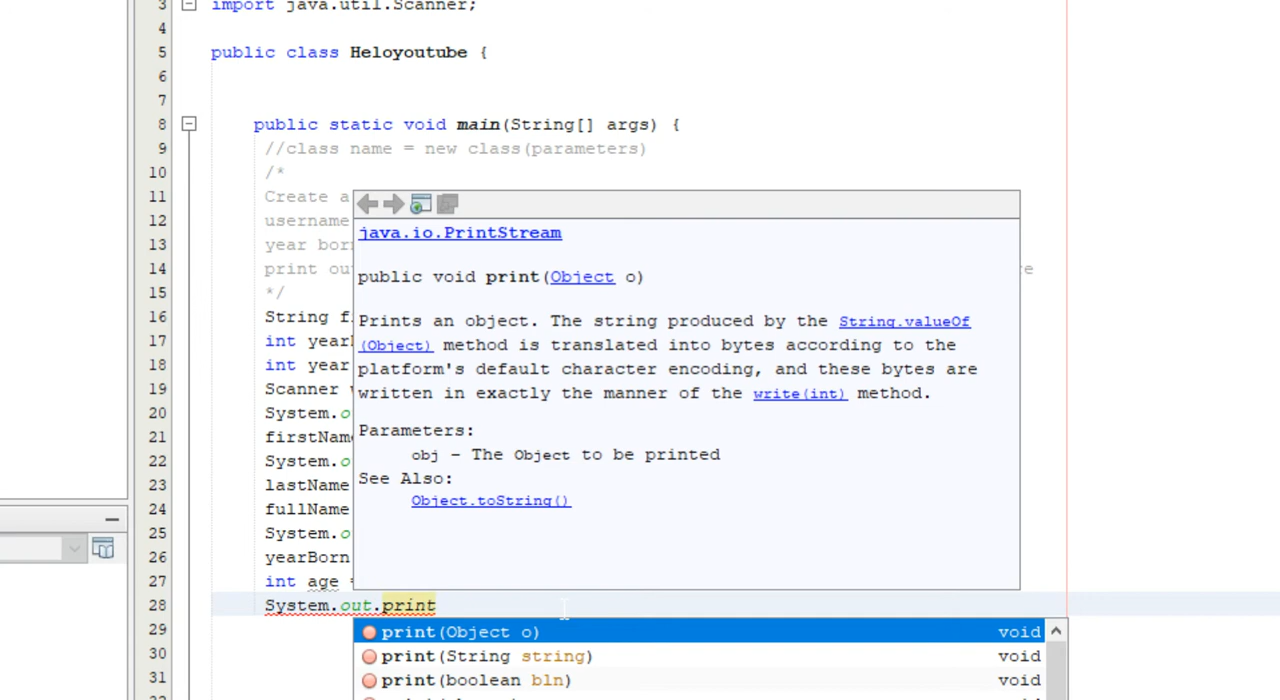 3 import java.util.Scanner;
4
5 public class Heloyoutube {
6
7
8 public static void main(String[] args) {
9 //class name = new class(parameters)
10 /*
11 Create a
12 username
13 year bor
14 print ou e
15 */
16 String fi
17 int year
18 int year
19 Scanner
20 System.o
21 firstName
22 System.o
23 lastName
24 fullName
25 System.o
26 yearBorn
27 int age =
28 System.out.print
29
30
31
java.io.PrintStream
public void print(Object o)
Prints an object. The string produced by the String.valueOf
(Object) method is translated into bytes according to the
platform's default character encoding, and these bytes are
written in exactly the manner of the write(int) method.
Parameters:
obj – The Object to be printed
See Also:
Object.toString()
print(Object o) void
print(String string) void
print(boolean bln) void